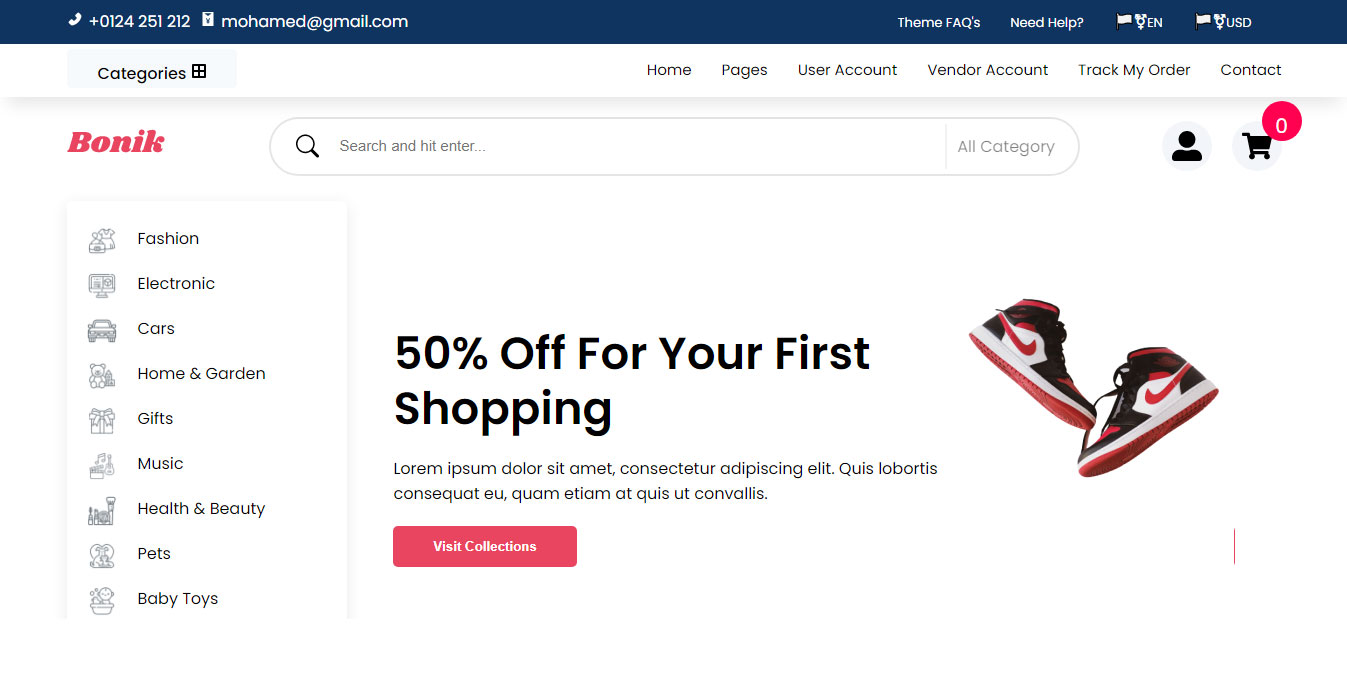 +0124 251 212 mohamed@gmail.com Theme FAQ's Need Help? EN USD
Categories Home Pages User Account Vendor Account Track My Order Contact
Bonik Search and hit enter... All Category 0
Fashion
Electronic
Cars
Home & Garden
Gifts
Music
Health & Beauty
Pets
Baby Toys
50% Off For Your First
Shopping
Lorem ipsum dolor sit amet, consectetur adipiscing elit. Quis lobortis
consequat eu, quam etiam at quis ut convallis.
Visit Collections